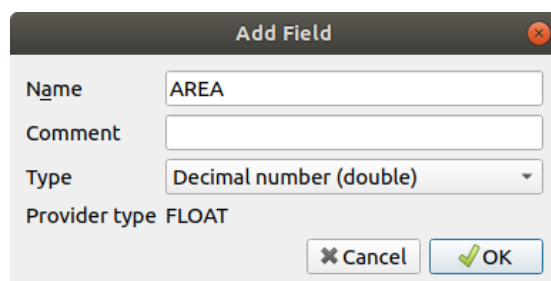 Add Field
Name AREA
Comment
Type Decimal number (double)
Provider type FLOAT
Cancel OK